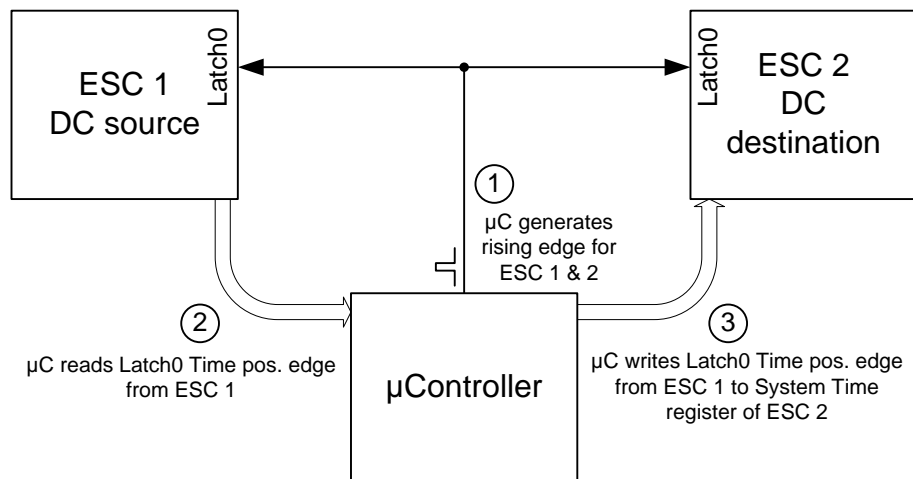 ESC 1
DC source
Latch0
Latch0
ESC 2
DC
destination
1
µC generates
rising edge for
ESC 1 & 2
2
µC reads Latch0 Time pos. edge
from ESC 1
µController
3
µC writes Latch0 Time pos. edge
from ESC 1 to System Time
register of ESC 2